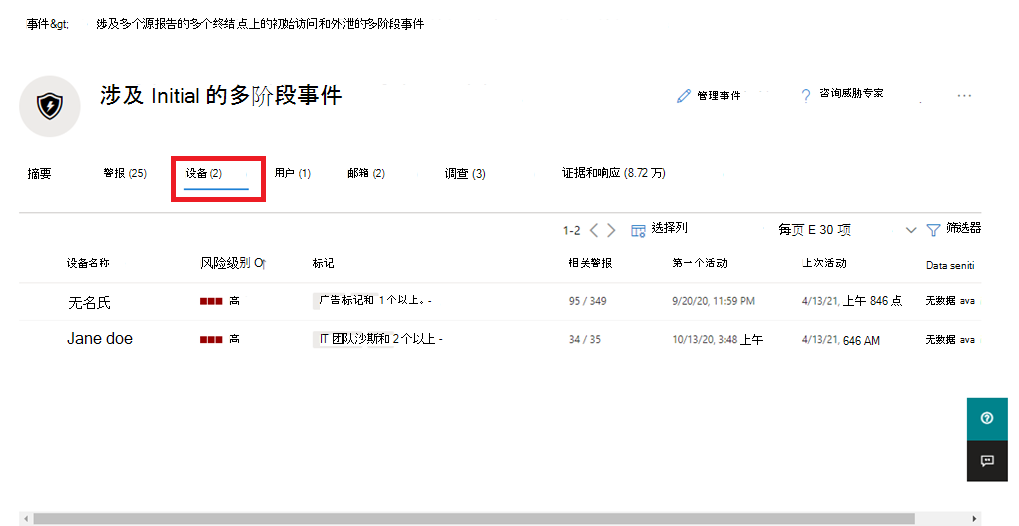 事件&gt; 涉及多个源报告的多个终结点上的初始访问和外泄的多阶段事件
涉及 Initial 的多阶段事件 管理事件 咨询威胁专家 ...
摘要 警报 (25) 设备 (2) 用户 (1) 邮箱 (2) 调查 (3) 证据和响应 (8.72 万)
1-2 选择列 每页 E 30 项 筛选器
设备名称 风险级别 O 标记 相关警报 第一个活动 上次活动 Data seniti
无名氏 高 广告标记和 1个以上。- 95 / 349 9/20/20, 11:59 PM 4/13/21, 上午 846 点 无数据 ava
Jane doe 高 IT 团队沙斯和 2个以上 - 34 / 35 10/13/20, 3:48 上午 4/13/21, 646 AM 无数据 ava